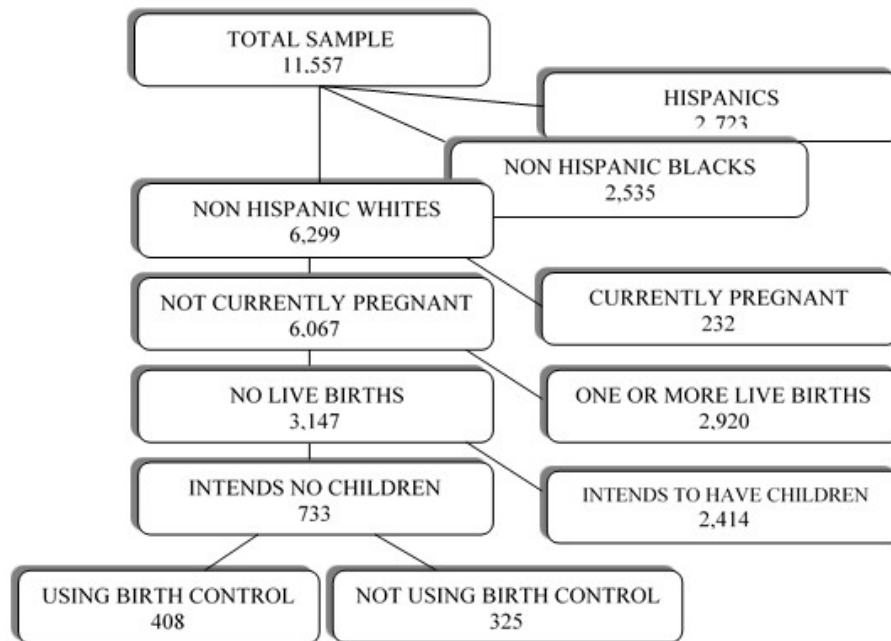 TOTAL SAMPLE
11,557
HISPANICS
2,723
NON HISPANIC BLACKS
2,535
NON HISPANIC WHITES
6,299
NOT CURRENTLY PREGNANT
6,067
CURRENTLY PREGNANT
232
NO LIVE BIRTHS
3,147
ONE OR MORE LIVE BIRTHS
2,920
INTENDS NO CHILDREN
733
INTENDS TO HAVE CHILDREN
2,414
USING BIRTH CONTROL
408
NOT USING BIRTH CONTROL
325